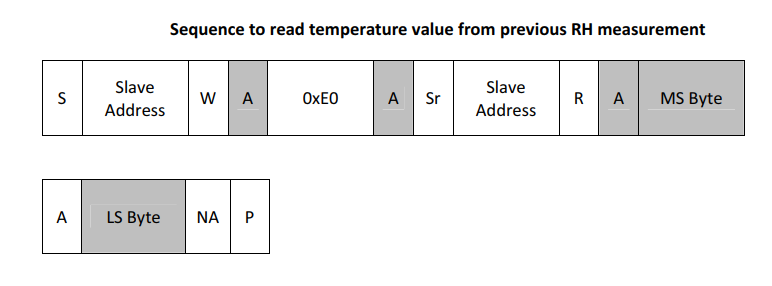 Sequence to read temperature value from previous RH measurement
S Slave Address W A 0xE0 A Sr Slave Address R A MS Byte
A LS Byte NA P